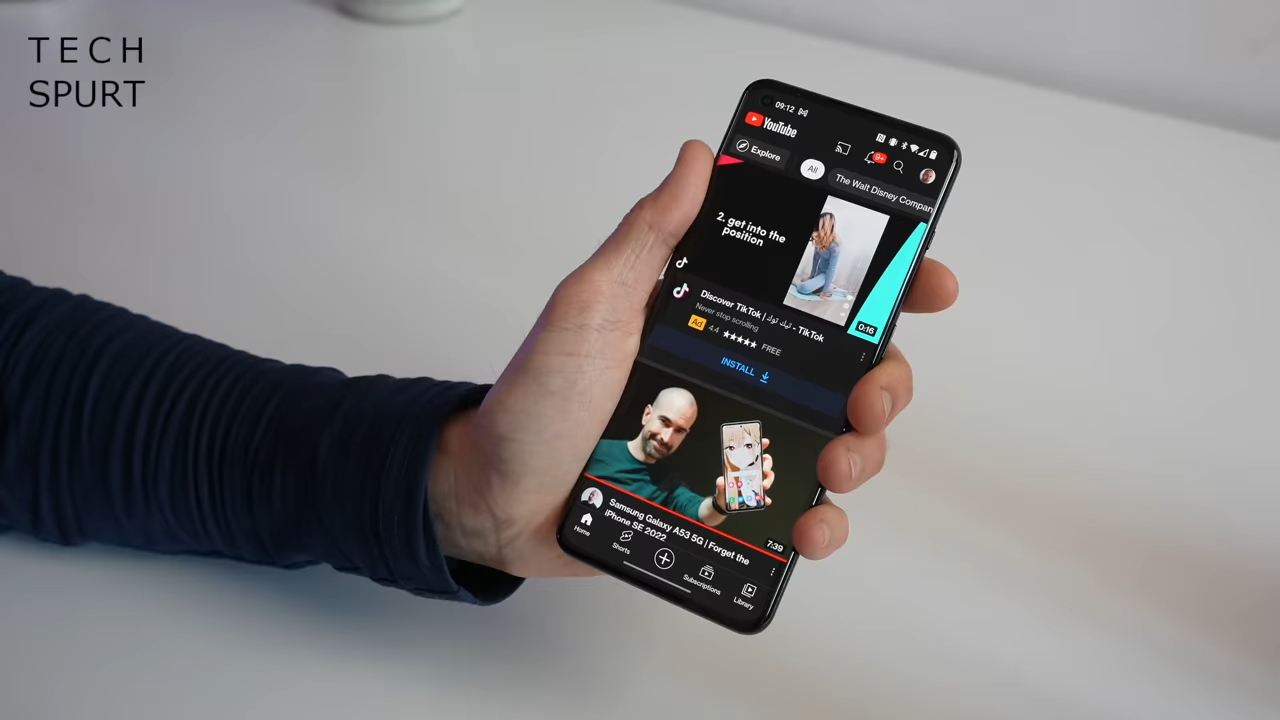 TECH
SPURT
09:12
YouTube
9+
Explore
All
The Walt Disney Compan
2. get into the
position
0:16
Discover TikTok | تيك توك - TikTok
Never stop scrolling
Ad 4.4 ★★★★★ FREE
INSTALL
7:39
Samsung Galaxy A53 5G | Forget the
iPhone SE 2022
Home
Shorts
Subscriptions
Library